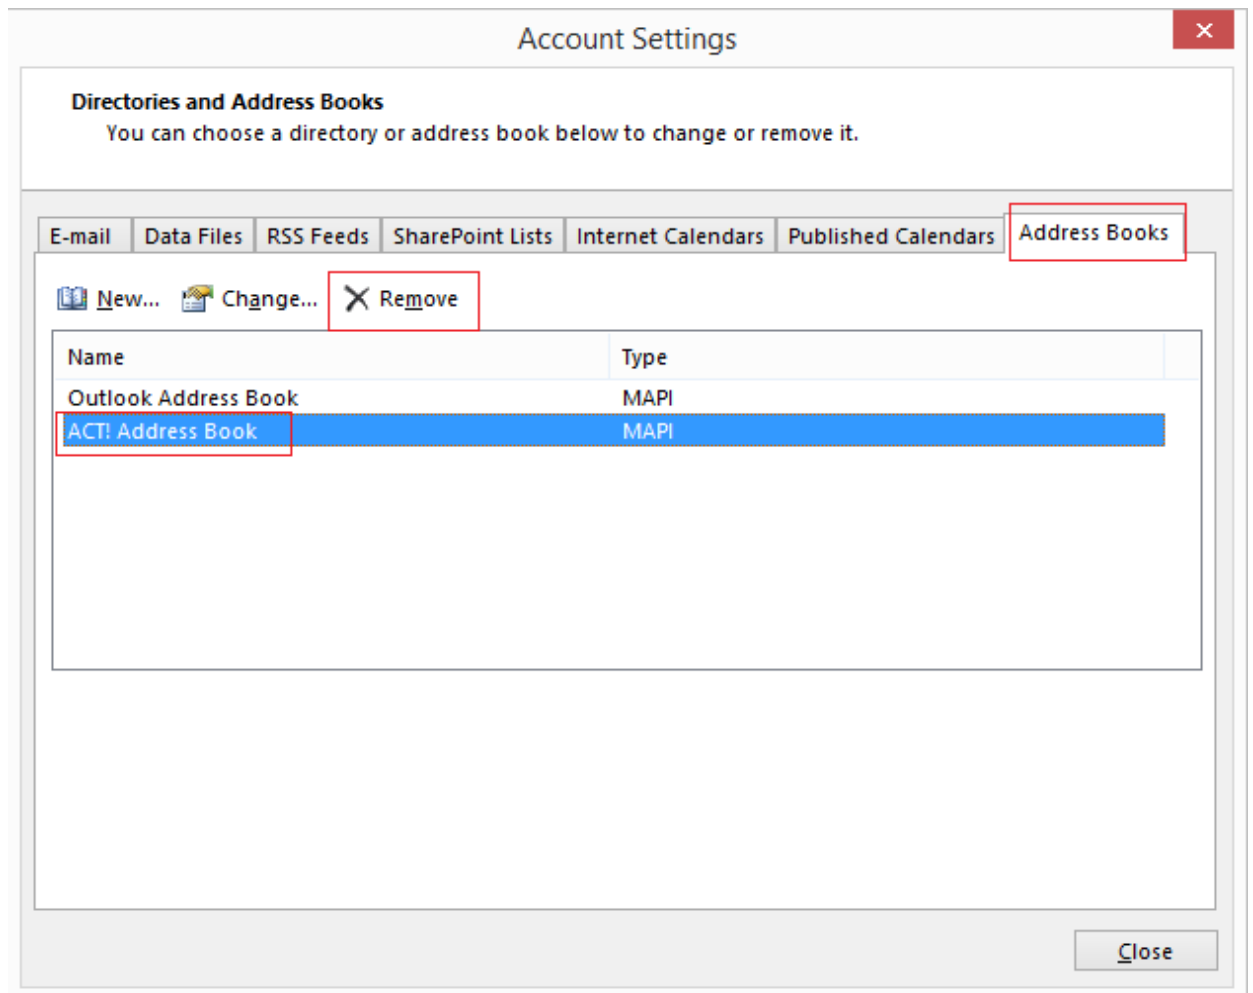 Account Settings
Directories and Address Books
You can choose a directory or address book below to change or remove it.
E-mail Data Files RSS Feeds SharePoint Lists Internet Calendars Published Calendars Address Books
New... Change... Remove
Name Type
Outlook Address Book MAPI
ACT! Address Book MAPI
Close